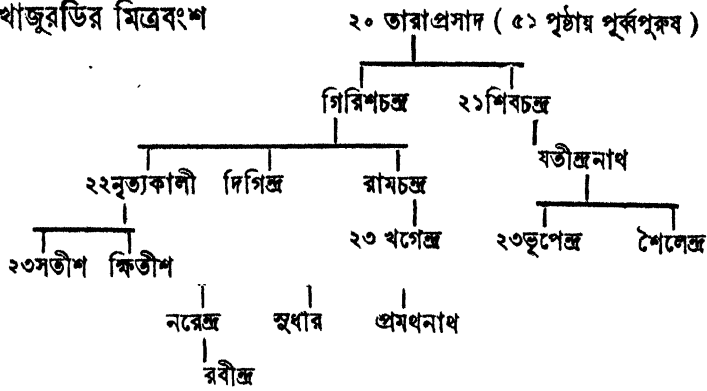 খাজুরডির মিত্রবংশ ২০ তারাপ্রসাদ ( ৫১ পৃষ্ঠায় পূর্ব্বপুরুষ )
গিরিশচন্দ্র ২১শিবচন্দ্র
যতীন্দ্রনাথ
২২নৃত্যকালী দিগিন্দ্র রামচন্দ্র
২৩ খগেন্দ্র ২৩ভূপেন্দ্র শৈলেন্দ্র
২৩সতীশ ক্ষিতীশ
নরেন্দ্র সুধার প্রমথনাথ
রবীন্দ্র